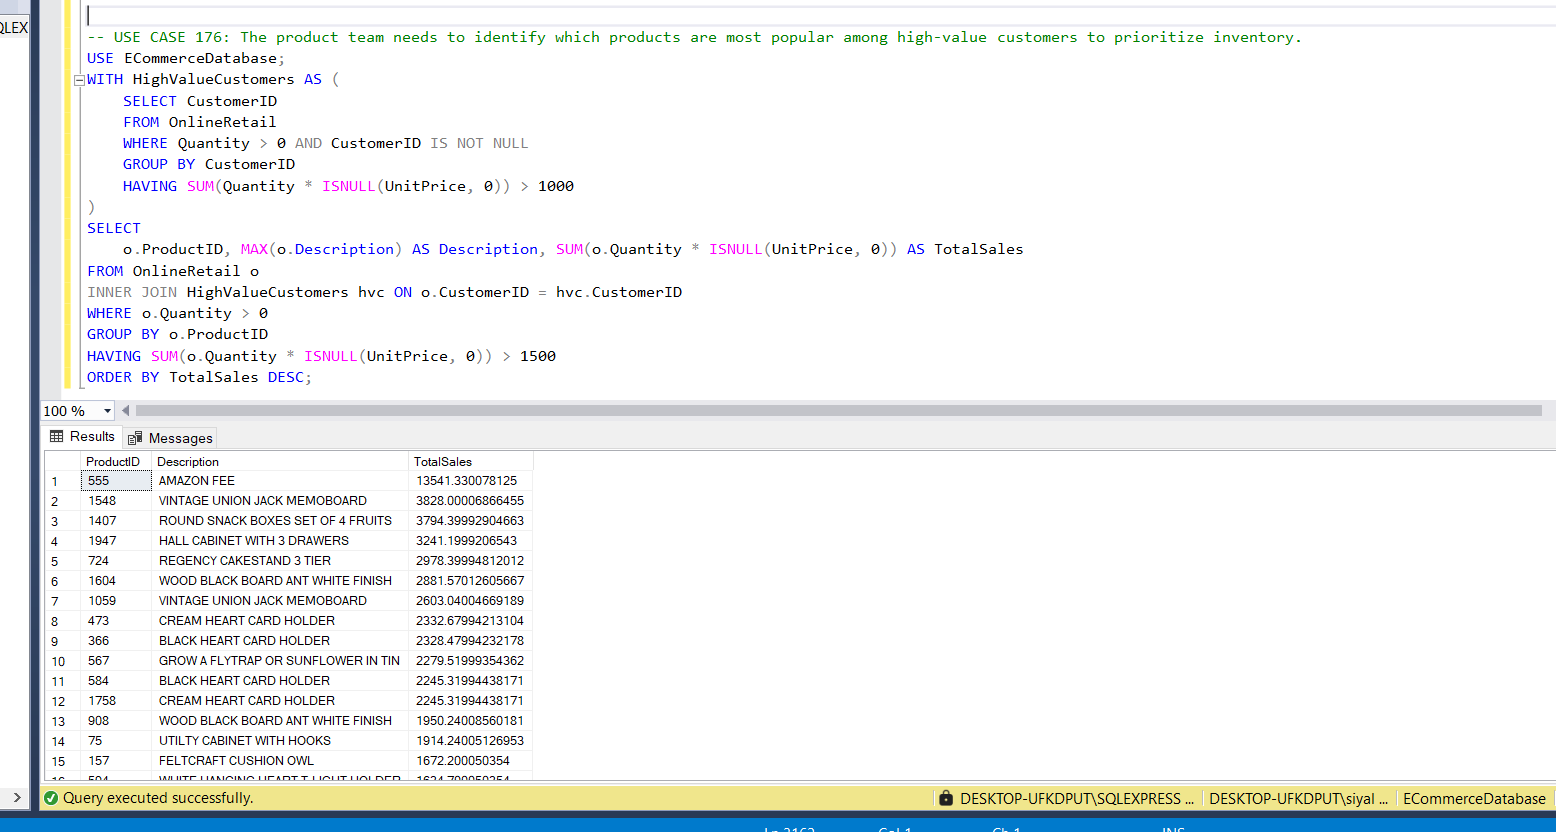 QLEX
-- USE CASE 176: The product team needs to identify which products are most popular among high-value customers to prioritize inventory.
USE ECommerceDatabase;
WITH HighValueCustomers AS (
SELECT CustomerID
FROM OnlineRetail
WHERE Quantity > 0 AND CustomerID IS NOT NULL
GROUP BY CustomerID
HAVING SUM(Quantity * ISNULL(UnitPrice, 0)) > 1000
)
SELECT
o.ProductID, MAX(o.Description) AS Description, SUM(o.Quantity * ISNULL(UnitPrice, 0)) AS TotalSales
FROM OnlineRetail o
INNER JOIN HighValueCustomers hvc ON o.CustomerID = hvc.CustomerID
WHERE o.Quantity > 0
GROUP BY o.ProductID
HAVING SUM(o.Quantity * ISNULL(UnitPrice, 0)) > 1500
ORDER BY TotalSales DESC;
100 %
Results Messages
ProductID Description TotalSales
1 555 AMAZON FEE 13541.330078125
2 1548 VINTAGE UNION JACK MEMOBOARD 3828.00006866455
3 1407 ROUND SNACK BOXES SET OF 4 FRUITS 3794.39992904663
4 1947 HALL CABINET WITH 3 DRAWERS 3241.1999206543
5 724 REGENCY CAKESTAND 3 TIER 2978.39994812012
6 1604 WOOD BLACK BOARD ANT WHITE FINISH 2881.57012605667
7 1059 VINTAGE UNION JACK MEMOBOARD 2603.04004669189
8 473 CREAM HEART CARD HOLDER 2332.67994213104
9 366 BLACK HEART CARD HOLDER 2328.47994232178
10 567 GROW A FLYTRAP OR SUNFLOWER IN TIN 2279.51999354362
11 584 BLACK HEART CARD HOLDER 2245.31994438171
12 1758 CREAM HEART CARD HOLDER 2245.31994438171
13 908 WOOD BLACK BOARD ANT WHITE FINISH 1950.24008560181
14 75 UTILTY CABINET WITH HOOKS 1914.24005126953
15 157 FELTCRAFT CUSHION OWL 1672.200050354
WHITE HANGING HEART T-LIGHT HOLDER
Query executed successfully. DESKTOP-UFKDPUT\SQLEXPRESS ... DESKTOP-UFKDPUT\siyal ... ECommerceDatabase